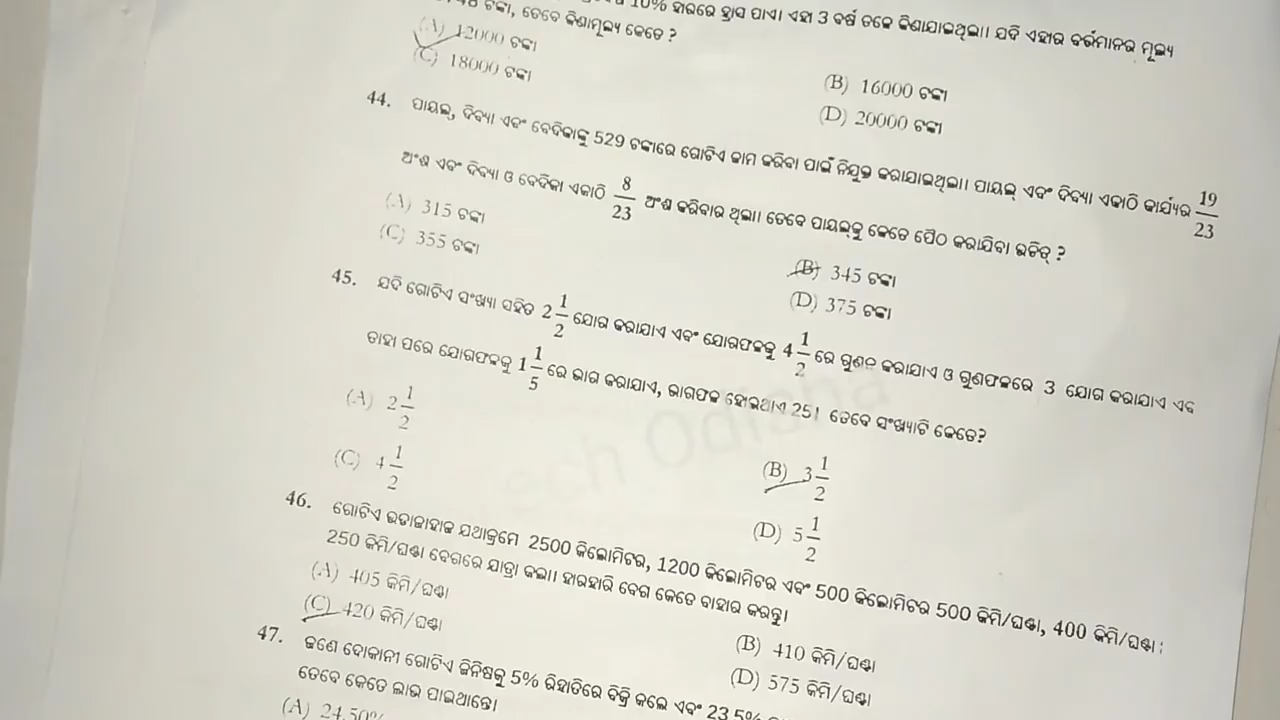 10% ହାରରେ ହ୍ରାସ ପାଏ। ଏହା 3 ବର୍ଷ ତଳେ କିଣାଯାଇଥିଲା। ଯଦି ଏହାର ବର୍ତ୍ତମାନର ମୂଲ୍ୟ
ଟଙ୍କା, ତେବେ କିଣାମୂଲ୍ୟ କେତେ ?
(A) 12000 ଟଙ୍କା
(B) 16000 ଟଙ୍କା
(C) 18000 ଟଙ୍କା
(D) 20000 ଟଙ୍କା
44. ପାୟଲ୍, ଦିବ୍ୟା ଏବଂ ବେଦିକାଙ୍କୁ 529 ଟଙ୍କାରେ ଗୋଟିଏ କାମ କରିବା ପାଇଁ ନିଯୁକ୍ତ କରାଯାଇଥିଲା। ପାୟଲ୍ ଏବଂ ଦିବ୍ୟା ଏକାଠି କାର୍ଯ୍ୟର 19/23
ଅଂଶ ଏବଂ ଦିବ୍ୟା ଓ ବେଦିକା ଏକାଠି 8/23 ଅଂଶ କରିବାର ଥିଲା। ତେବେ ପାୟଲ୍‌କୁ କେତେ ପୈଠ କରାଯିବା ଉଚିତ୍ ?
(A) 315 ଟଙ୍କା
(B) 345 ଟଙ୍କା
(C) 355 ଟଙ୍କା
(D) 375 ଟଙ୍କା
45. ଯଦି ଗୋଟିଏ ସଂଖ୍ୟା ସହିତ 2 1/2 ଯୋଗ କରାଯାଏ ଏବଂ ଯୋଗଫଳକୁ 4 1/2 ରେ ଗୁଣନ କରାଯାଏ ଓ ଗୁଣଫଳରେ 3 ଯୋଗ କରାଯାଏ ଏବ
ତାହା ପରେ ଯୋଗଫଳକୁ 1 1/5 ରେ ଭାଗ କରାଯାଏ, ଭାଗଫଳ ହୋଇଥାଏ 25। ତେବେ ସଂଖ୍ୟାଟି କେତେ?
(A) 2 1/2
(B) 3 1/2
(C) 4 1/2
(D) 5 1/2
46. ଗୋଟିଏ ଉଡାଜାହାଜ ଯଥାକ୍ରମେ 2500 କିଲୋମିଟର, 1200 କିଲୋମିଟର ଏବଂ 500 କିଲୋମିଟର 500 କିମି/ଘଣ୍ଟା, 400 କିମି/ଘଣ୍ଟା
250 କିମି/ଘଣ୍ଟା ବେଗରେ ଯାତ୍ରା କଲା। ହାରହାରି ବେଗ କେତେ ବାହାର କରନ୍ତୁ।
(A) 405 କିମି/ଘଣ୍ଟା
(B) 410 କିମି/ଘଣ୍ଟା
(C) 420 କିମି/ଘଣ୍ଟା
(D) 575 କିମି/ଘଣ୍ଟା
47. ଜଣେ ଦୋକାନୀ ଗୋଟିଏ ଜିନିଷକୁ 5% ରିହାତିରେ ବିକ୍ରି କଲେ ଏବଂ 23.5%
ତେବେ କେତେ ଲାଭ ପାଇଥାନ୍ତେ।
(A) 24.50%